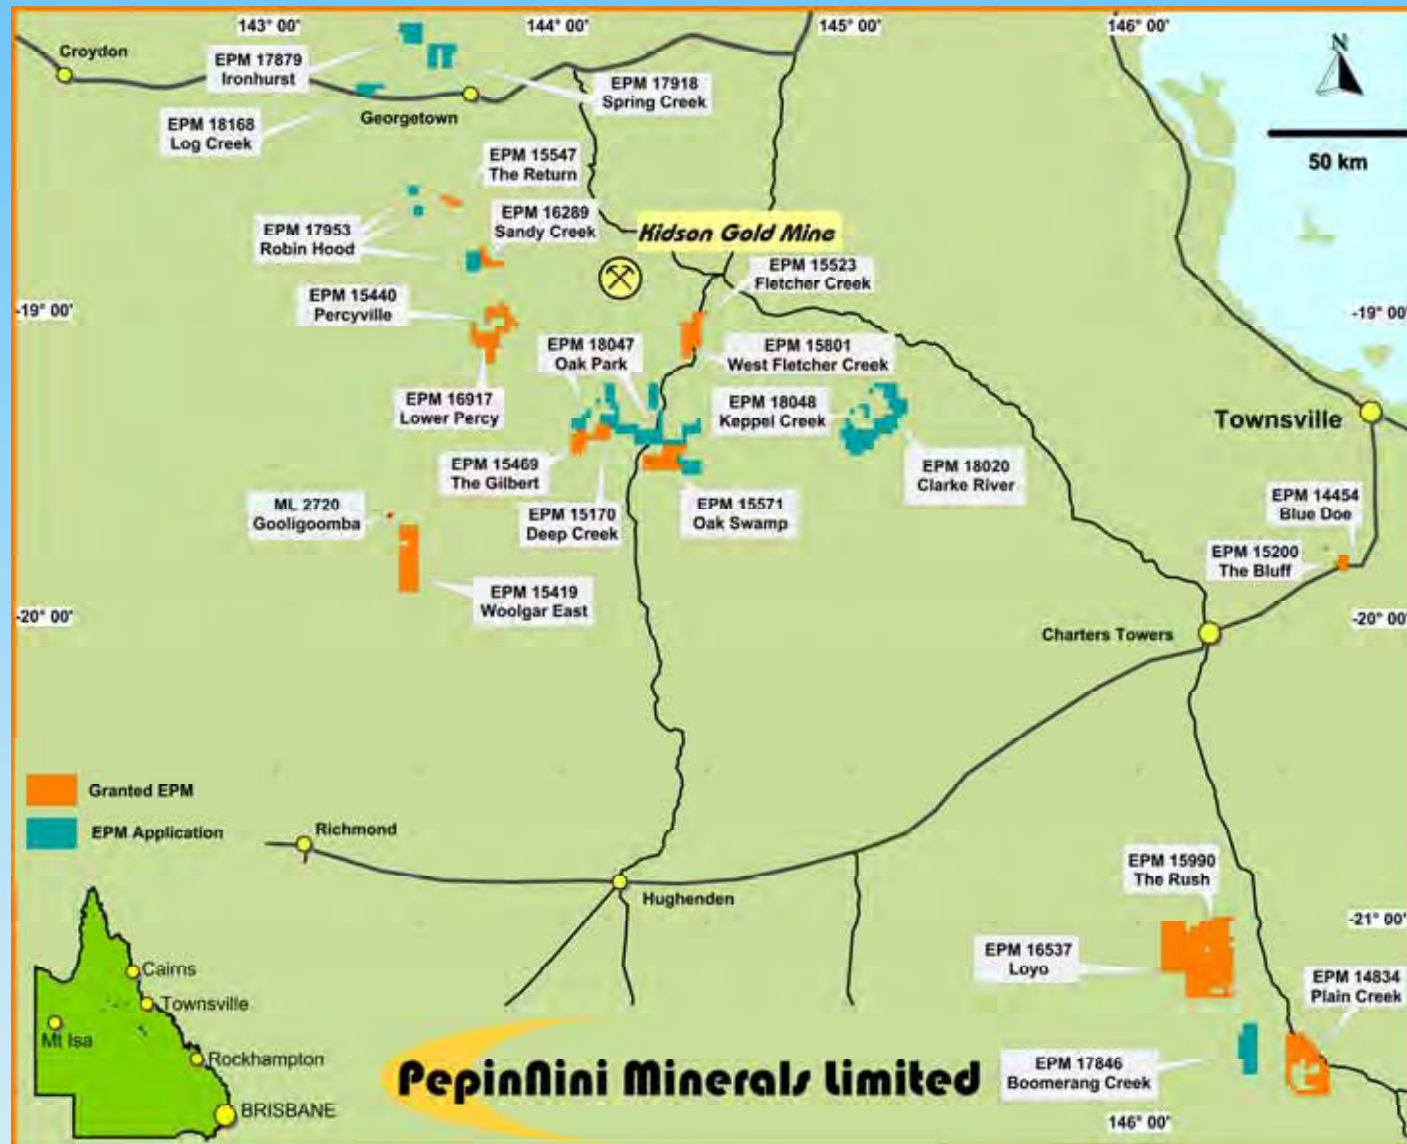 143° 00'
144° 00'
145° 00'
146° 00'
Croydon
EPM 17879
Ironhurst
N
EPM 17918
Spring Creek
Georgetown
EPM 18168
Log Creek
50 km
EPM 15547
The Return
EPM 16289
Sandy Creek
EPM 17953
Robin Hood
Kidson Gold Mine
EPM 15523
Fletcher Creek
EPM 15440
Percyville
-19° 00'
-19° 00'
EPM 18047
Oak Park
EPM 15801
West Fletcher Creek
EPM 16917
Lower Percy
EPM 18048
Keppel Creek
Townsville
EPM 15469
The Gilbert
EPM 18020
Clarke River
ML 2720
Gooligoomba
EPM 15170
Deep Creek
EPM 15571
Oak Swamp
EPM 14454
Blue Doe
EPM 15200
The Bluff
EPM 15419
Woolgar East
-20° 00'
-20° 00'
Charters Towers
Granted EPM
EPM Application
Richmond
Hughenden
EPM 15990
The Rush
-21° 00'
EPM 16537
Loyo
EPM 14834
Plain Creek
Cairns
Townsville
Mt Isa
Rockhampton
BRISBANE
PepinNini Minerals Limited
EPM 17846
Boomerang Creek
146° 00'